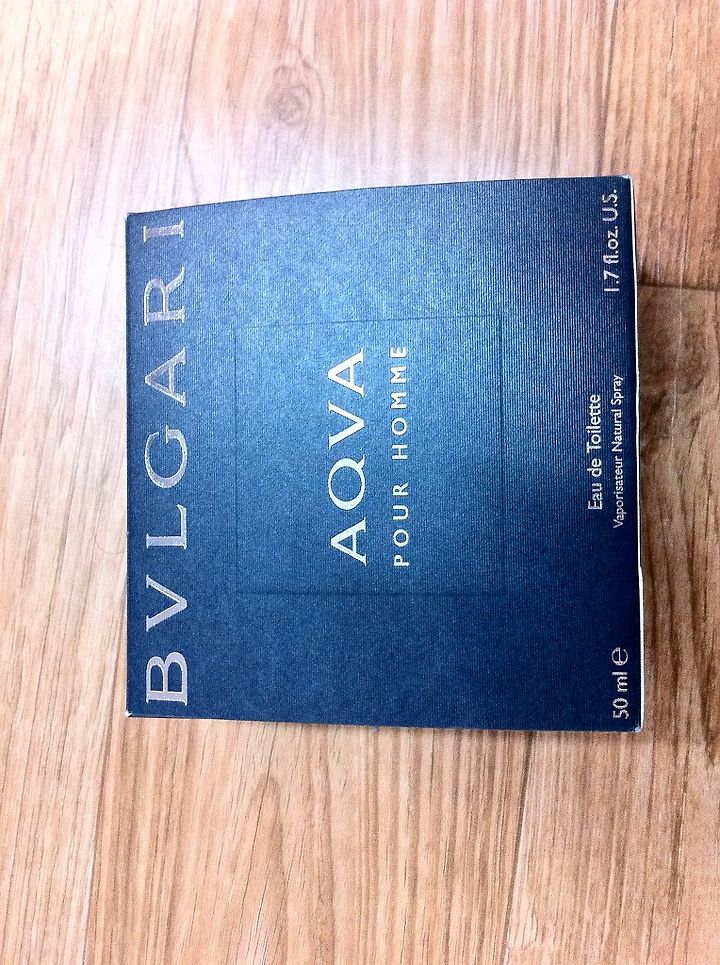 BVLGARI
AQVA
POUR HOMME
Eau de Toilette
Vaporisateur Natural Spray
50 ml ℮
1.7 fl.oz. U.S.